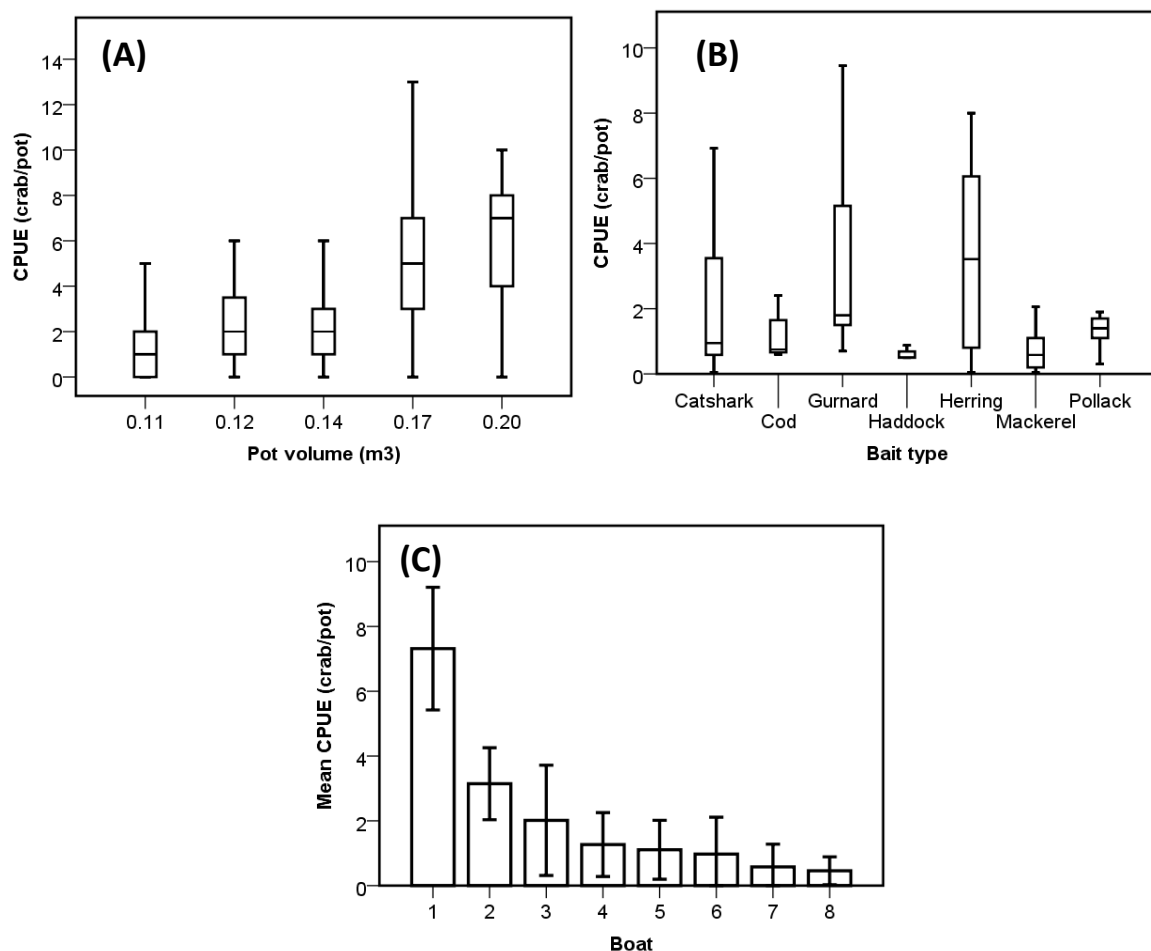 (A)
CPUE (crab/pot)
14
12
10
8
6
4
2
0
0.11 0.12 0.14 0.17 0.20
Pot volume (m3)
(B)
CPUE (crab/pot)
10
8
6
4
2
0
Catshark Gurnard Herring Pollack
Cod Haddock Mackerel
Bait type
(C)
Mean CPUE (crab/pot)
10
8
6
4
2
0
1 2 3 4 5 6 7 8
Boat